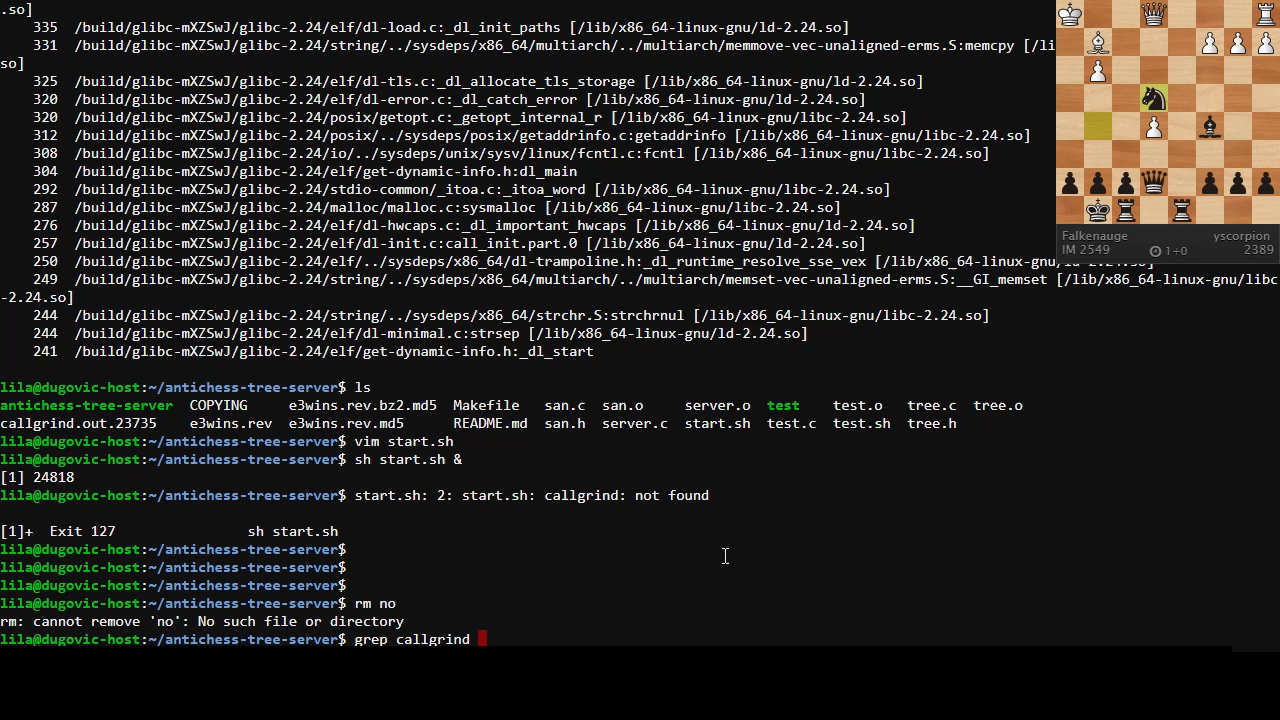 .so]
335  /build/glibc-mXZSwJ/glibc-2.24/elf/dl-load.c:_dl_init_paths [/lib/x86_64-linux-gnu/ld-2.24.so]
331  /build/glibc-mXZSwJ/glibc-2.24/string/../sysdeps/x86_64/multiarch/../multiarch/memmove-vec-unaligned-erms.S:memcpy [/li
so]
325  /build/glibc-mXZSwJ/glibc-2.24/elf/dl-tls.c:_dl_allocate_tls_storage [/lib/x86_64-linux-gnu/ld-2.24.so]
320  /build/glibc-mXZSwJ/glibc-2.24/elf/dl-error.c:_dl_catch_error [/lib/x86_64-linux-gnu/ld-2.24.so]
320  /build/glibc-mXZSwJ/glibc-2.24/posix/getopt.c:_getopt_internal_r [/lib/x86_64-linux-gnu/libc-2.24.so]
312  /build/glibc-mXZSwJ/glibc-2.24/posix/../sysdeps/posix/getaddrinfo.c:getaddrinfo [/lib/x86_64-linux-gnu/libc-2.24.so]
308  /build/glibc-mXZSwJ/glibc-2.24/io/../sysdeps/unix/sysv/linux/fcntl.c:fcntl [/lib/x86_64-linux-gnu/libc-2.24.so]
304  /build/glibc-mXZSwJ/glibc-2.24/elf/get-dynamic-info.h:dl_main
292  /build/glibc-mXZSwJ/glibc-2.24/stdio-common/_itoa.c:_itoa_word [/lib/x86_64-linux-gnu/libc-2.24.so]
287  /build/glibc-mXZSwJ/glibc-2.24/malloc/malloc.c:sysmalloc [/lib/x86_64-linux-gnu/libc-2.24.so]
276  /build/glibc-mXZSwJ/glibc-2.24/elf/dl-hwcaps.c:_dl_important_hwcaps [/lib/x86_64-linux-gnu/ld-2.24.so]
257  /build/glibc-mXZSwJ/glibc-2.24/elf/dl-init.c:call_init.part.0 [/lib/x86_64-linux-gnu/ld-2.24.so]
250  /build/glibc-mXZSwJ/glibc-2.24/elf/../sysdeps/x86_64/dl-trampoline.h:_dl_runtime_resolve_sse_vex [/lib/x86_64-linux-gnu/ld-2.24.so]
249  /build/glibc-mXZSwJ/glibc-2.24/string/../sysdeps/x86_64/multiarch/../multiarch/memset-vec-unaligned-erms.S:__GI_memset [/lib/x86_64-linux-gnu/libc
-2.24.so]
244  /build/glibc-mXZSwJ/glibc-2.24/string/../sysdeps/x86_64/strchr.S:strchrnul [/lib/x86_64-linux-gnu/libc-2.24.so]
244  /build/glibc-mXZSwJ/glibc-2.24/elf/dl-minimal.c:strsep [/lib/x86_64-linux-gnu/ld-2.24.so]
241  /build/glibc-mXZSwJ/glibc-2.24/elf/get-dynamic-info.h:_dl_start
lila@dugovic-host:~/antichess-tree-server$ ls
antichess-tree-server  COPYING  e3wins.rev.bz2.md5  Makefile  san.c  san.o  server.o  test  test.o  tree.c  tree.o
callgrind.out.23735  e3wins.rev  e3wins.rev.md5  README.md  san.h  server.c  start.sh  test.c  test.sh  tree.h
lila@dugovic-host:~/antichess-tree-server$ vim start.sh
lila@dugovic-host:~/antichess-tree-server$ sh start.sh &
[1] 24818
lila@dugovic-host:~/antichess-tree-server$ start.sh: 2: start.sh: callgrind: not found
[1]+  Exit 127  sh start.sh
lila@dugovic-host:~/antichess-tree-server$
lila@dugovic-host:~/antichess-tree-server$
lila@dugovic-host:~/antichess-tree-server$
lila@dugovic-host:~/antichess-tree-server$ rm no
rm: cannot remove 'no': No such file or directory
lila@dugovic-host:~/antichess-tree-server$ grep callgrind
Falkenauge  yscorpion
IM 2549  1+0  2389